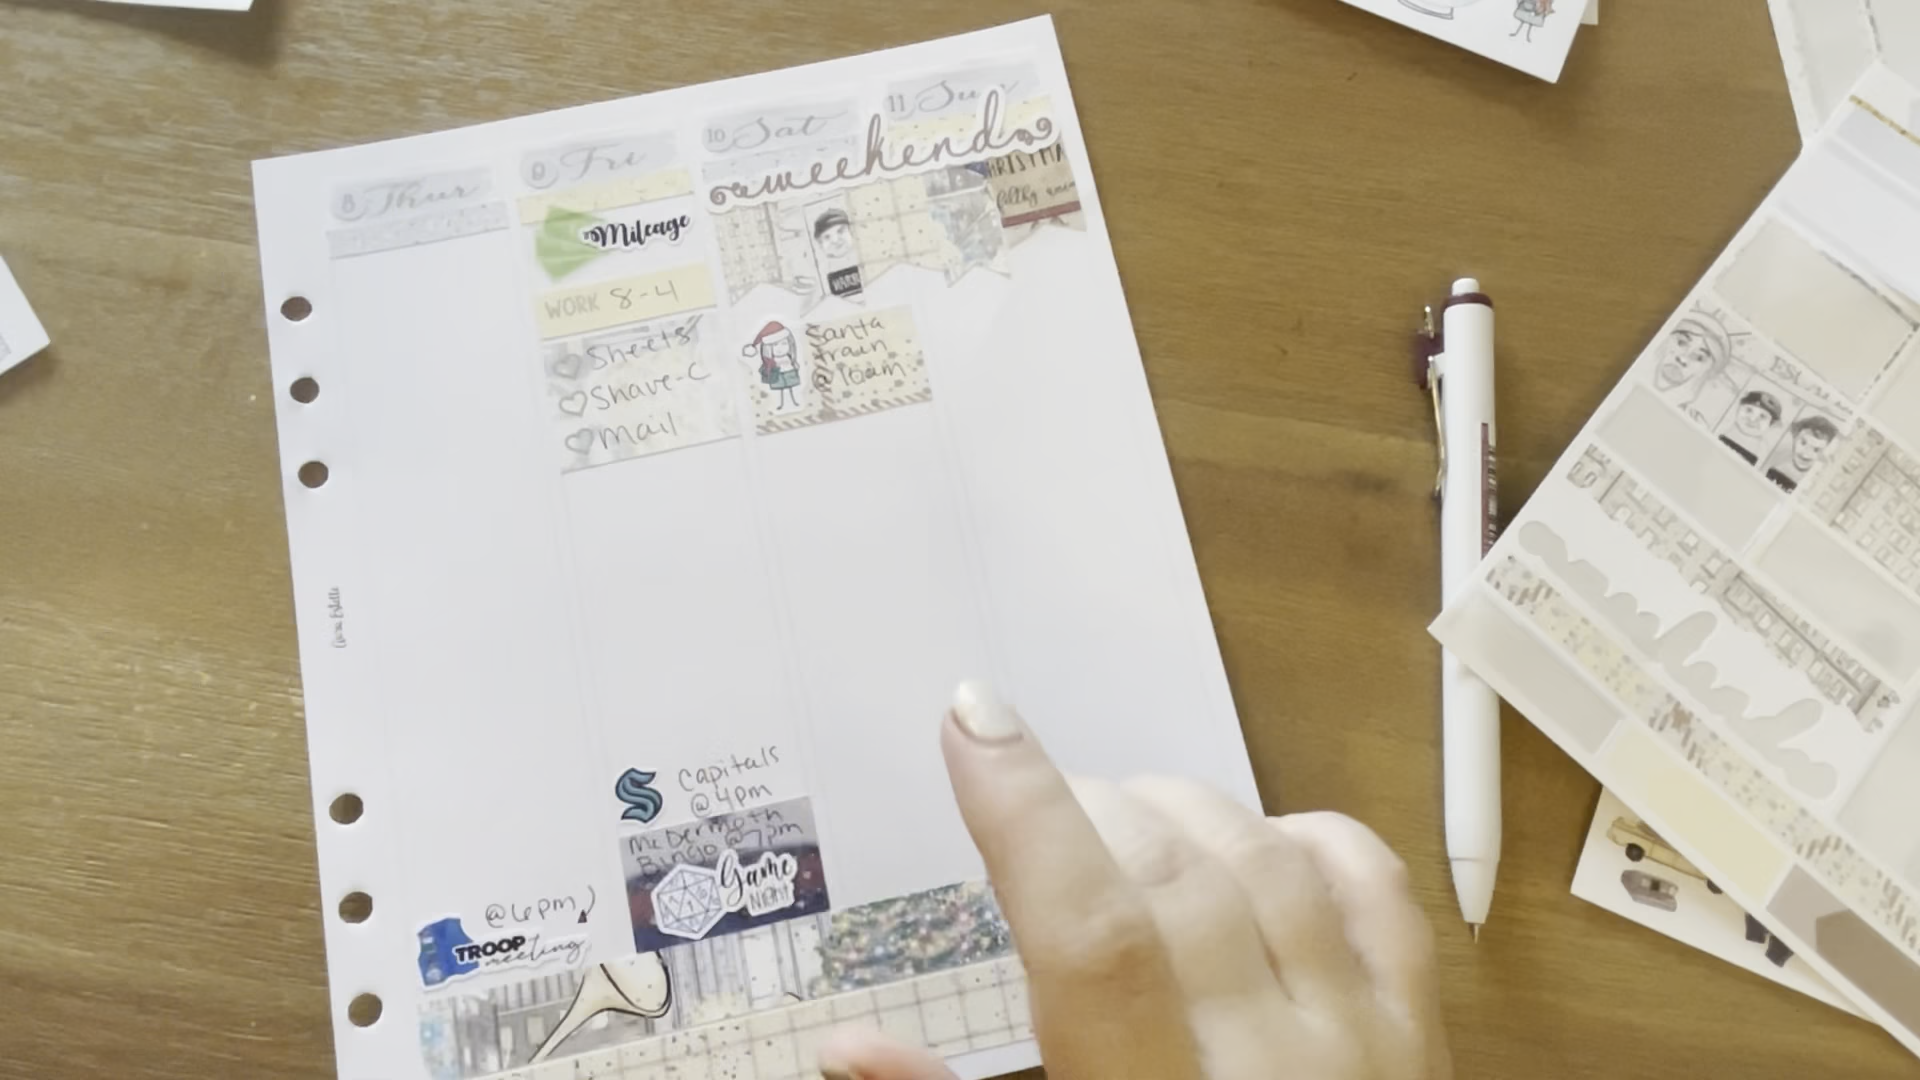 8 Thur
9 Fri
10 Sat
11 Su
weekend
Mileage
WORK 8-4
Sheets
Shave-C
Mail
Santa
Train
@ 10am
Capitals
@4pm
McDermoth
Bingo @7pm
Game
NIGHT
@6pm
TROOP
meeting